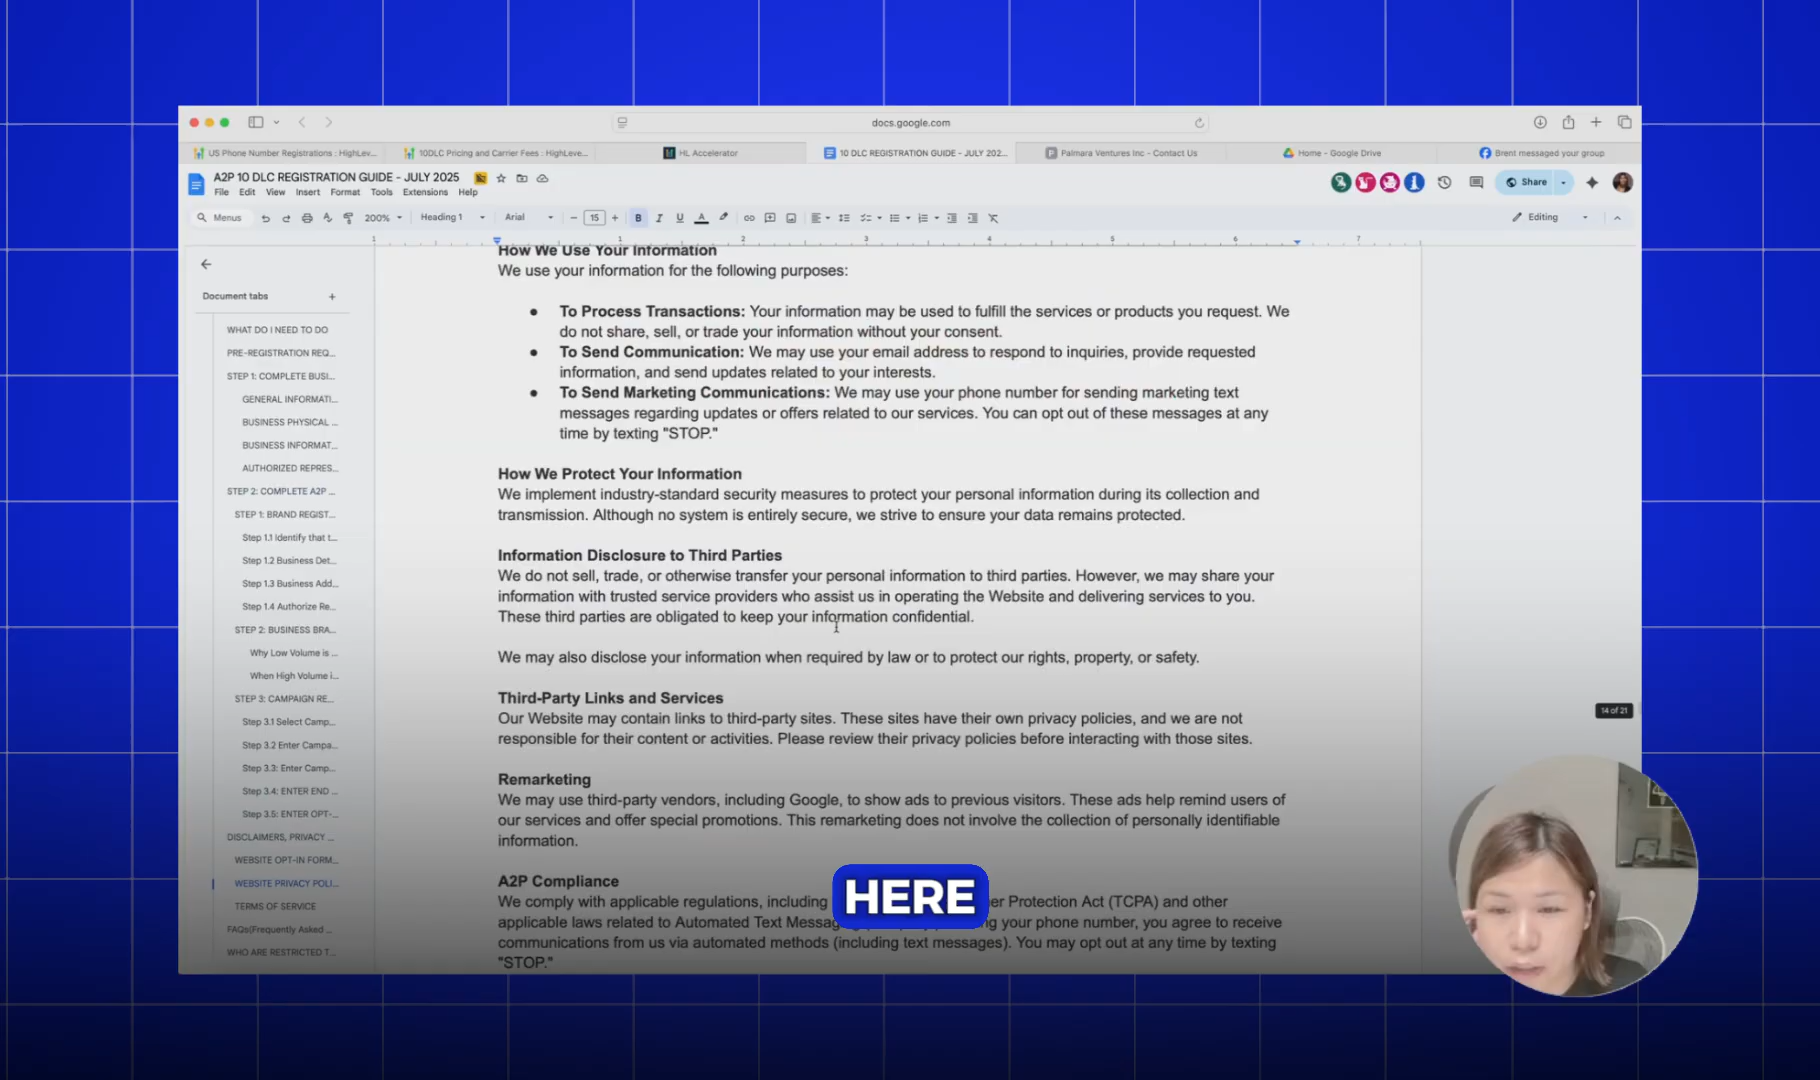 docs.google.com
US Phone Number Registrations : HighLev...
10DLC Pricing and Carrier Fees : HighLeve...
HL Accelerator
10 DLC REGISTRATION GUIDE - JULY 202...
Palmara Ventures Inc - Contact Us
Home - Google Drive
Brent messaged your group
A2P 10 DLC REGISTRATION GUIDE - JULY 2025
File Edit View Insert Format Tools Extensions Help
Share
Menus
200%
Heading 1
Arial
15
B I U A
Editing
1 1 2 3 4 5 6 7
Document tabs
WHAT DO I NEED TO DO
PRE-REGISTRATION REQ...
STEP 1: COMPLETE BUSI...
GENERAL INFORMATI...
BUSINESS PHYSICAL ...
BUSINESS INFORMAT...
AUTHORIZED REPRES...
STEP 2: COMPLETE A2P ...
STEP 1: BRAND REGIST...
Step 1.1 Identify that t...
Step 1.2 Business Det...
Step 1.3 Business Add...
Step 1.4 Authorize Re...
STEP 2: BUSINESS BRA...
Why Low Volume is ...
When High Volume i...
STEP 3: CAMPAIGN RE...
Step 3.1 Select Camp...
Step 3.2 Enter Campa...
Step 3.3: Enter Camp...
Step 3.4: ENTER END ...
Step 3.5: ENTER OPT-...
DISCLAIMERS, PRIVACY ...
WEBSITE OPT-IN FORM...
WEBSITE PRIVACY POLI...
TERMS OF SERVICE
FAQs(Frequently Asked ...
WHO ARE RESTRICTED T...
How We Use Your Information
We use your information for the following purposes:
● To Process Transactions: Your information may be used to fulfill the services or products you request. We
do not share, sell, or trade your information without your consent.
● To Send Communication: We may use your email address to respond to inquiries, provide requested
information, and send updates related to your interests.
● To Send Marketing Communications: We may use your phone number for sending marketing text
messages regarding updates or offers related to our services. You can opt out of these messages at any
time by texting "STOP."
How We Protect Your Information
We implement industry-standard security measures to protect your personal information during its collection and
transmission. Although no system is entirely secure, we strive to ensure your data remains protected.
Information Disclosure to Third Parties
We do not sell, trade, or otherwise transfer your personal information to third parties. However, we may share your
information with trusted service providers who assist us in operating the Website and delivering services to you.
These third parties are obligated to keep your information confidential.
We may also disclose your information when required by law or to protect our rights, property, or safety.
Third-Party Links and Services
Our Website may contain links to third-party sites. These sites have their own privacy policies, and we are not
responsible for their content or activities. Please review their privacy policies before interacting with those sites.
14 of 21
Remarketing
We may use third-party vendors, including Google, to show ads to previous visitors. These ads help remind users of
our services and offer special promotions. This remarketing does not involve the collection of personally identifiable
information.
A2P Compliance
We comply with applicable regulations, including Protection Act (TCPA) and other
applicable laws related to Automated Text your phone number, you agree to receive
communications from us via automated methods (including text messages). You may opt out at any time by texting
"STOP."
HERE